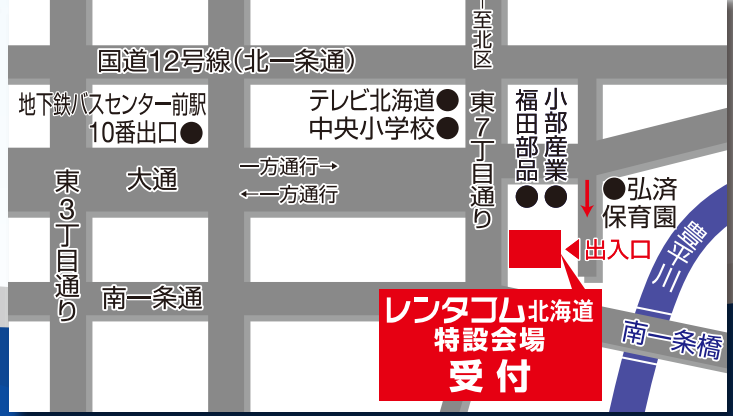 至北区
国道12号線（北一条通）
地下鉄バスセンター前駅
10番出口●
テレビ北海道●
中央小学校●
東7丁目通り
福田部品●
小部産業●
東3丁目通り
大通
一方通行→
←一方通行
●弘済
保育園
出入口
豊平川
南一条通
レンタコム北海道
特設会場
受付
南一条橋